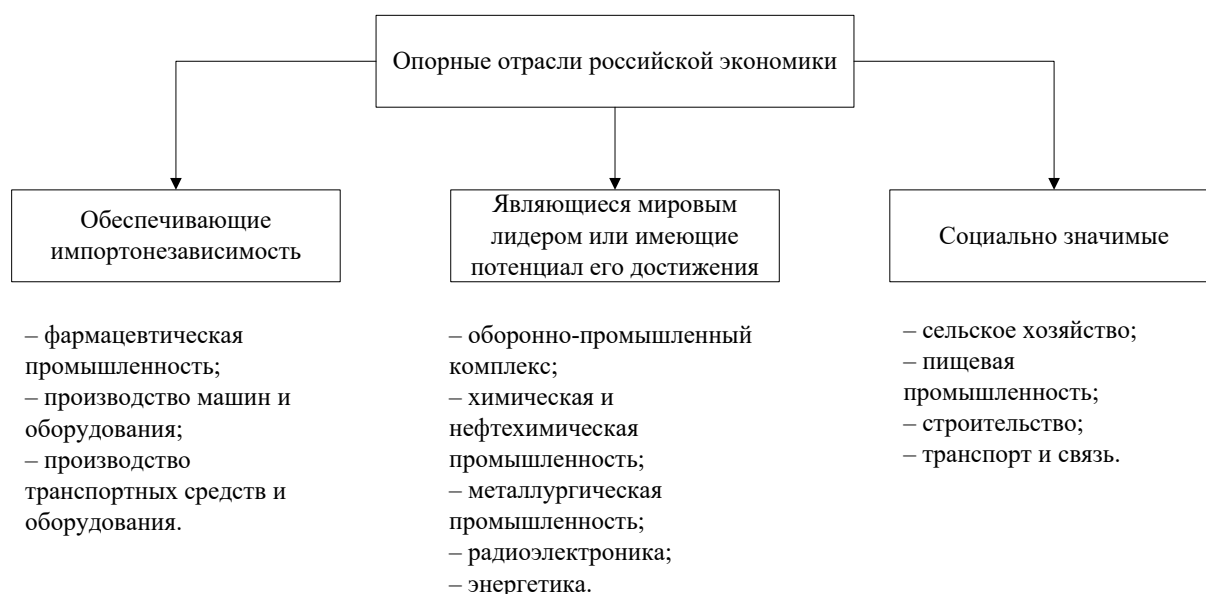 Опорные отрасли российской экономики
Обеспечивающие
импортонезависимость
Являющиеся мировым
лидером или имеющие
потенциал его достижения
Социально значимые
– фармацевтическая
промышленность;
– производство машин и
оборудования;
– производство
транспортных средств и
оборудования.
– оборонно-промышленный
комплекс;
– химическая и
нефтехимическая
промышленность;
– металлургическая
промышленность;
– радиоэлектроника;
– энергетика.
– сельское хозяйство;
– пищевая
промышленность;
– строительство;
– транспорт и связь.